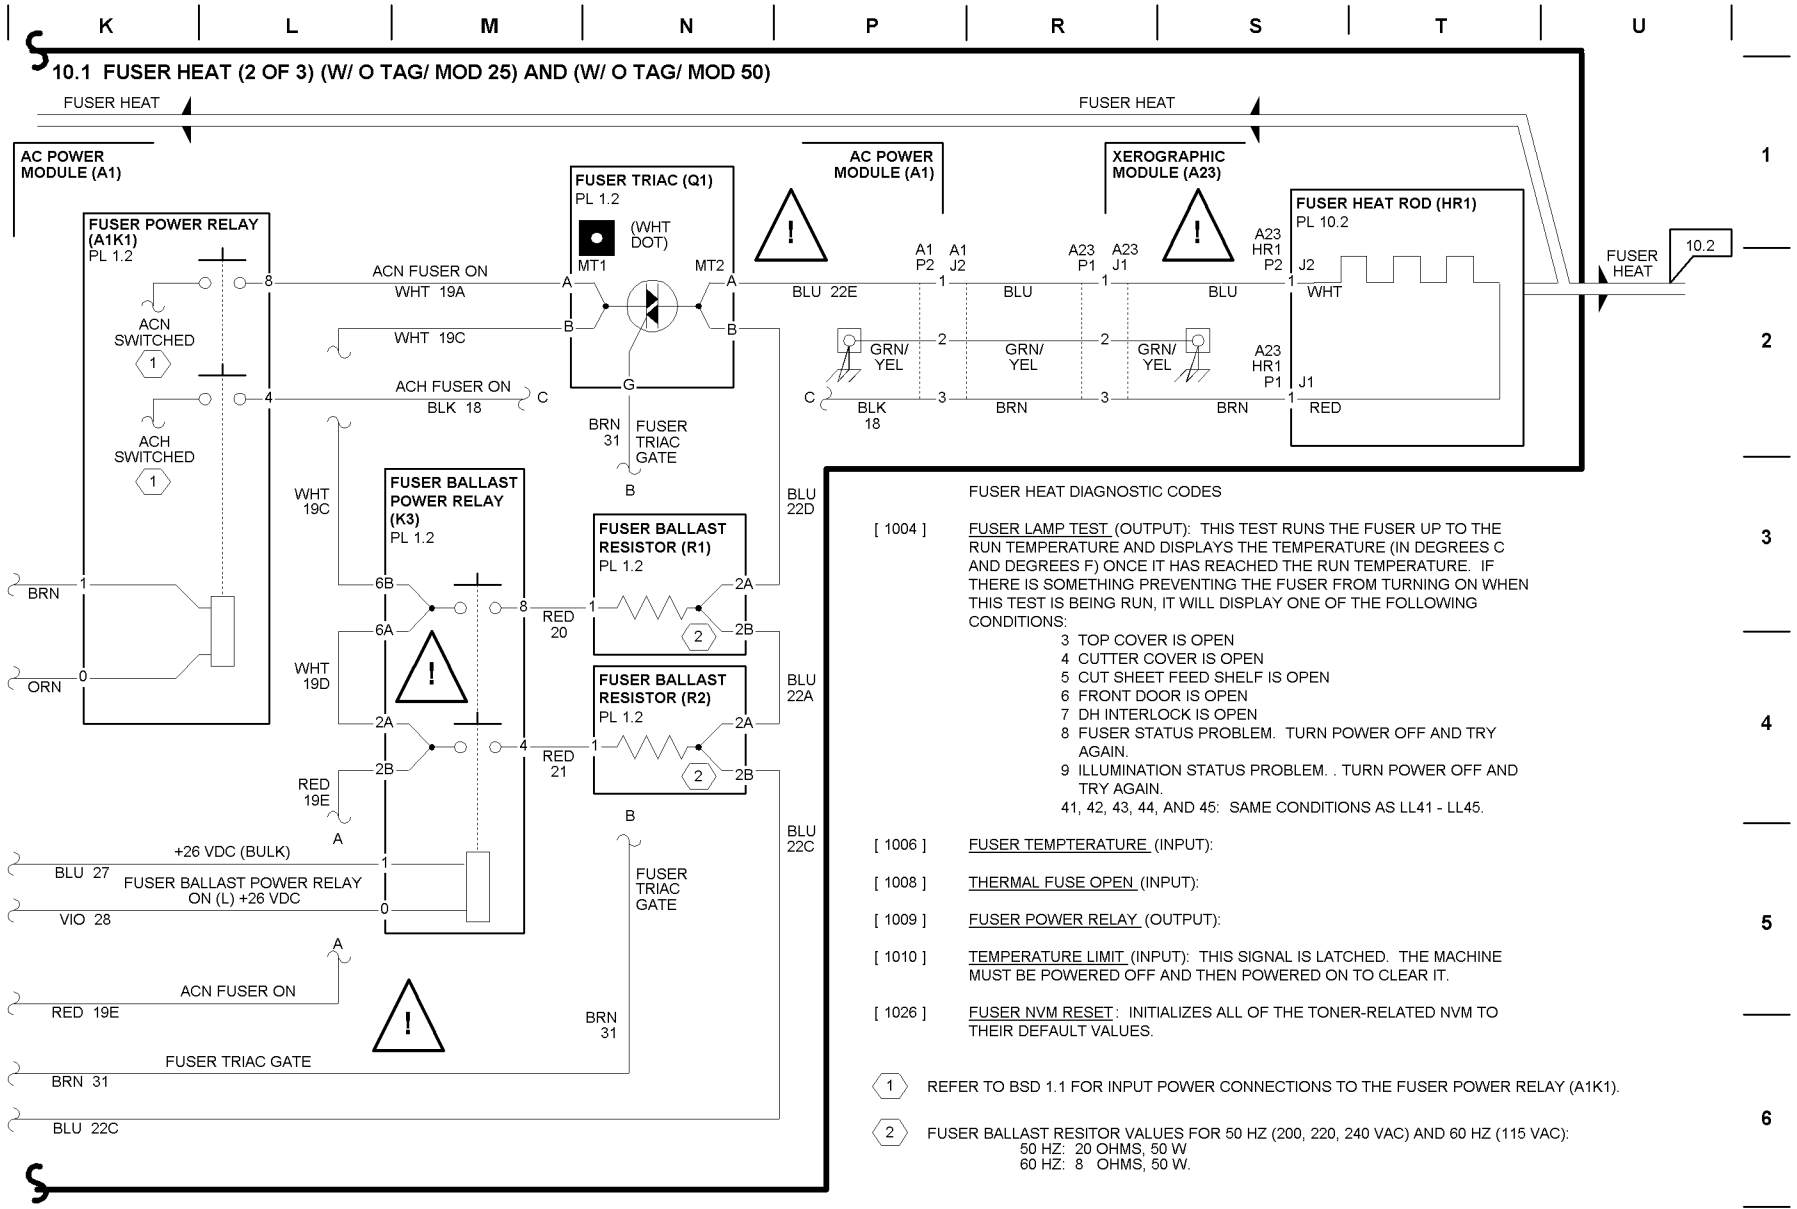 K L M N P R S T U
10.1 FUSER HEAT (2 OF 3) (W/ O TAG/ MOD 25) AND (W/ O TAG/ MOD 50)
FUSER HEAT
FUSER HEAT
AC POWER
MODULE (A1)
FUSER POWER RELAY
(A1K1)
PL 1.2
8
ACN
SWITCHED
1
4
ACH
SWITCHED
1
BRN
1
ORN
0
ACN FUSER ON
WHT 19A
WHT 19C
ACH FUSER ON
BLK 18
C
FUSER TRIAC (Q1)
PL 1.2
(WHT
DOT)
MT1
MT2
A
A
B
B
G
BRN
31
FUSER
TRIAC
GATE
B
AC POWER
MODULE (A1)
!
A1
P2
A1
J2
BLU 22E
1
BLU
GRN/
YEL
2
GRN/
YEL
C
BLK
18
3
BRN
XEROGRAPHIC
MODULE (A23)
!
A23
P1
A23
J1
1
BLU
2
GRN/
YEL
3
BRN
A23
HR1
P2
J2
1
WHT
A23
HR1
P1
J1
1
RED
FUSER HEAT ROD (HR1)
PL 10.2
FUSER
HEAT
10.2
1
2
3
4
5
6
WHT
19C
WHT
19D
RED
19E
A
FUSER BALLAST
POWER RELAY
(K3)
PL 1.2
6B
6A
8
!
2A
2B
4
1
0
RED
20
RED
21
FUSER BALLAST
RESISTOR (R1)
PL 1.2
1
2A
2B
2
FUSER BALLAST
RESISTOR (R2)
PL 1.2
1
2A
2B
2
BLU
22D
BLU
22A
BLU
22C
B
FUSER
TRIAC
GATE
BRN
31
+26 VDC (BULK)
BLU 27
FUSER BALLAST POWER RELAY
ON (L) +26 VDC
VIO 28
A
ACN FUSER ON
RED 19E
!
FUSER TRIAC GATE
BRN 31
BLU 22C
FUSER HEAT DIAGNOSTIC CODES
[ 1004 ] FUSER LAMP TEST (OUTPUT): THIS TEST RUNS THE FUSER UP TO THE
RUN TEMPERATURE AND DISPLAYS THE TEMPERATURE (IN DEGREES C
AND DEGREES F) ONCE IT HAS REACHED THE RUN TEMPERATURE. IF
THERE IS SOMETHING PREVENTING THE FUSER FROM TURNING ON WHEN
THIS TEST IS BEING RUN, IT WILL DISPLAY ONE OF THE FOLLOWING
CONDITIONS:
3 TOP COVER IS OPEN
4 CUTTER COVER IS OPEN
5 CUT SHEET FEED SHELF IS OPEN
6 FRONT DOOR IS OPEN
7 DH INTERLOCK IS OPEN
8 FUSER STATUS PROBLEM. TURN POWER OFF AND TRY
AGAIN.
9 ILLUMINATION STATUS PROBLEM. . TURN POWER OFF AND
TRY AGAIN.
41, 42, 43, 44, AND 45: SAME CONDITIONS AS LL41 - LL45.
[ 1006 ] FUSER TEMPTERATURE (INPUT):
[ 1008 ] THERMAL FUSE OPEN (INPUT):
[ 1009 ] FUSER POWER RELAY (OUTPUT):
[ 1010 ] TEMPERATURE LIMIT (INPUT): THIS SIGNAL IS LATCHED. THE MACHINE
MUST BE POWERED OFF AND THEN POWERED ON TO CLEAR IT.
[ 1026 ] FUSER NVM RESET: INITIALIZES ALL OF THE TONER-RELATED NVM TO
THEIR DEFAULT VALUES.
1 REFER TO BSD 1.1 FOR INPUT POWER CONNECTIONS TO THE FUSER POWER RELAY (A1K1).
2 FUSER BALLAST RESITOR VALUES FOR 50 HZ (200, 220, 240 VAC) AND 60 HZ (115 VAC):
50 HZ: 20 OHMS, 50 W
60 HZ: 8 OHMS, 50 W.